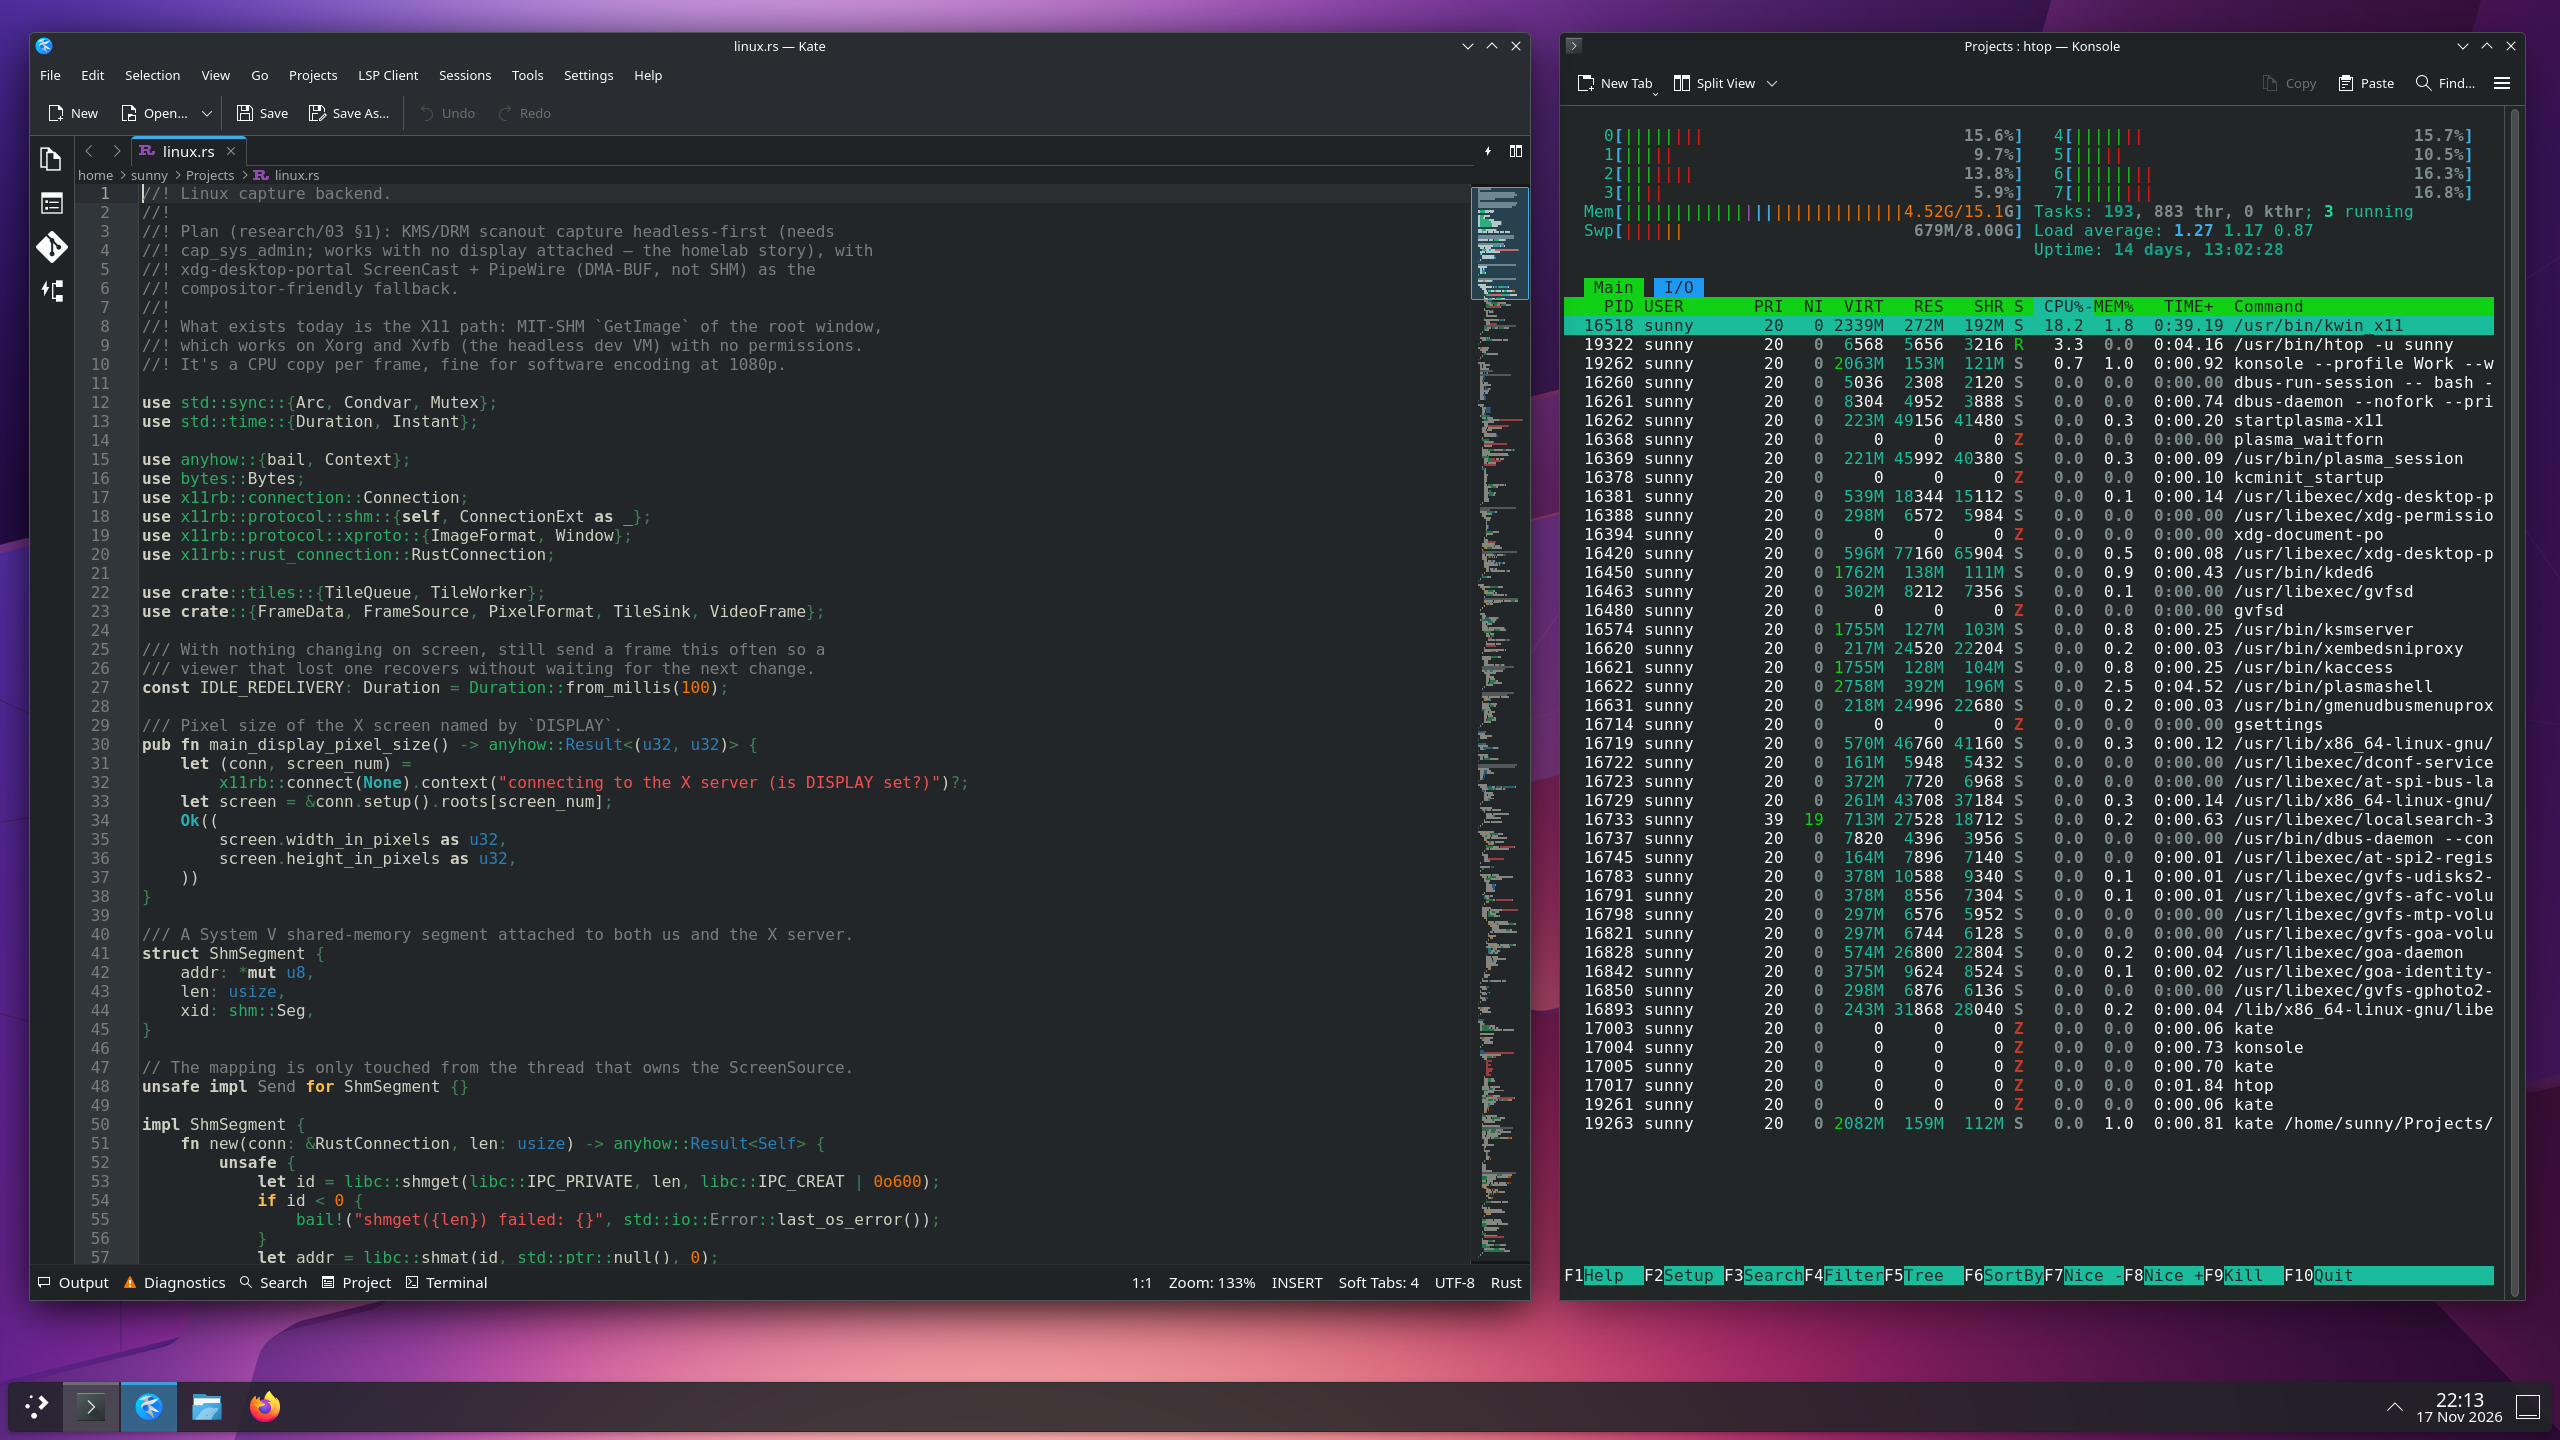 linux.rs — Kate
File Edit Selection View Go Projects LSP Client Sessions Tools Settings Help
New Open... Save Save As... Undo Redo
linux.rs
home > sunny > Projects > linux.rs
1 //! Linux capture backend.
2 //!
3 //! Plan (research/03 §1): KMS/DRM scanout capture headless-first (needs
4 //! cap_sys_admin; works with no display attached — the homelab story), with
5 //! xdg-desktop-portal ScreenCast + PipeWire (DMA-BUF, not SHM) as the
6 //! compositor-friendly fallback.
7 //!
8 //! What exists today is the X11 path: MIT-SHM `GetImage` of the root window,
9 //! which works on Xorg and Xvfb (the headless dev VM) with no permissions.
10 //! It's a CPU copy per frame, fine for software encoding at 1080p.
11
12 use std::sync::{Arc, Condvar, Mutex};
13 use std::time::{Duration, Instant};
14
15 use anyhow::{bail, Context};
16 use bytes::Bytes;
17 use x11rb::connection::Connection;
18 use x11rb::protocol::shm::{self, ConnectionExt as _};
19 use x11rb::protocol::xproto::{ImageFormat, Window};
20 use x11rb::rust_connection::RustConnection;
21
22 use crate::tiles::{TileQueue, TileWorker};
23 use crate::{FrameData, FrameSource, PixelFormat, TileSink, VideoFrame};
24
25 /// With nothing changing on screen, still send a frame this often so a
26 /// viewer that lost one recovers without waiting for the next change.
27 const IDLE_REDELIVERY: Duration = Duration::from_millis(100);
28
29 /// Pixel size of the X screen named by `DISPLAY`.
30 pub fn main_display_pixel_size() -> anyhow::Result<(u32, u32)> {
31     let (conn, screen_num) =
32         x11rb::connect(None).context("connecting to the X server (is DISPLAY set?)")?;
33     let screen = &conn.setup().roots[screen_num];
34     Ok((
35         screen.width_in_pixels as u32,
36         screen.height_in_pixels as u32,
37     ))
38 }
39
40 /// A System V shared-memory segment attached to both us and the X server.
41 struct ShmSegment {
42     addr: *mut u8,
43     len: usize,
44     xid: shm::Seg,
45 }
46
47 // The mapping is only touched from the thread that owns the ScreenSource.
48 unsafe impl Send for ShmSegment {}
49
50 impl ShmSegment {
51     fn new(conn: &RustConnection, len: usize) -> anyhow::Result<Self> {
52         unsafe {
53             let id = libc::shmget(libc::IPC_PRIVATE, len, libc::IPC_CREAT | 0o600);
54             if id < 0 {
55                 bail!("shmget({len}) failed: {}", std::io::Error::last_os_error());
56             }
57             let addr = libc::shmat(id, std::ptr::null(), 0);
Output Diagnostics Search Project Terminal 1:1 Zoom: 133% INSERT Soft Tabs: 4 UTF-8 Rust
Projects : htop — Konsole
New Tab Split View Copy Paste Find...
0[|||||||| 15.6%] 4[||||||| 15.7%]
1[||||| 9.7%] 5[||||| 10.5%]
2[||||||| 13.8%] 6[|||||||| 16.3%]
3[|||| 5.9%] 7[|||||||| 16.8%]
Mem[||||||||||||||||||||||||||||4.52G/15.1G] Tasks: 193, 883 thr, 0 kthr; 3 running
Swp[|||||| 679M/8.00G] Load average: 1.27 1.17 0.87
Uptime: 14 days, 13:02:28
Main I/O
PID USER PRI NI VIRT RES SHR S CPU%-MEM% TIME+ Command
16518 sunny 20 0 2339M 272M 192M S 18.2 1.8 0:39.19 /usr/bin/kwin_x11
19322 sunny 20 0 6568 5656 3216 R 3.3 0.0 0:04.16 /usr/bin/htop -u sunny
19262 sunny 20 0 2063M 153M 121M S 0.7 1.0 0:00.92 konsole --profile Work --w
16260 sunny 20 0 5036 2308 2120 S 0.0 0.0 0:00.00 dbus-run-session -- bash -
16261 sunny 20 0 8304 4952 3888 S 0.0 0.0 0:00.74 dbus-daemon --nofork --pri
16262 sunny 20 0 223M 49156 41480 S 0.0 0.3 0:00.20 startplasma-x11
16368 sunny 20 0 0 0 0 Z 0.0 0.0 0:00.00 plasma_waitforn
16369 sunny 20 0 221M 45992 40380 S 0.0 0.3 0:00.09 /usr/bin/plasma_session
16378 sunny 20 0 0 0 0 Z 0.0 0.0 0:00.10 kcminit_startup
16381 sunny 20 0 539M 18344 15112 S 0.0 0.1 0:00.14 /usr/libexec/xdg-desktop-p
16388 sunny 20 0 298M 6572 5984 S 0.0 0.0 0:00.00 /usr/libexec/xdg-permissio
16394 sunny 20 0 0 0 0 Z 0.0 0.0 0:00.00 xdg-document-po
16420 sunny 20 0 596M 77160 65904 S 0.0 0.5 0:00.08 /usr/libexec/xdg-desktop-p
16450 sunny 20 0 1762M 138M 111M S 0.0 0.9 0:00.43 /usr/bin/kded6
16463 sunny 20 0 302M 8212 7356 S 0.0 0.1 0:00.00 /usr/libexec/gvfsd
16480 sunny 20 0 0 0 0 Z 0.0 0.0 0:00.00 gvfsd
16574 sunny 20 0 1755M 127M 103M S 0.0 0.8 0:00.25 /usr/bin/ksmserver
16620 sunny 20 0 217M 24520 22204 S 0.0 0.2 0:00.03 /usr/bin/xembedsniproxy
16621 sunny 20 0 1755M 128M 104M S 0.0 0.8 0:00.25 /usr/bin/kaccess
16622 sunny 20 0 2758M 392M 196M S 0.0 2.5 0:04.52 /usr/bin/plasmashell
16631 sunny 20 0 218M 24996 22680 S 0.0 0.2 0:00.03 /usr/bin/gmenudbusmenuprox
16714 sunny 20 0 0 0 0 Z 0.0 0.0 0:00.00 gsettings
16719 sunny 20 0 570M 46760 41160 S 0.0 0.3 0:00.12 /usr/lib/x86_64-linux-gnu/
16722 sunny 20 0 161M 5948 5432 S 0.0 0.0 0:00.00 /usr/libexec/dconf-service
16723 sunny 20 0 372M 7720 6968 S 0.0 0.0 0:00.00 /usr/libexec/at-spi-bus-la
16729 sunny 20 0 261M 43708 37184 S 0.0 0.3 0:00.14 /usr/lib/x86_64-linux-gnu/
16733 sunny 39 19 713M 27528 18712 S 0.0 0.2 0:00.63 /usr/libexec/localsearch-3
16737 sunny 20 0 7820 4396 3956 S 0.0 0.0 0:00.00 /usr/bin/dbus-daemon --con
16745 sunny 20 0 164M 7896 7140 S 0.0 0.0 0:00.01 /usr/libexec/at-spi2-regis
16783 sunny 20 0 378M 10588 9340 S 0.0 0.1 0:00.01 /usr/libexec/gvfs-udisks2-
16791 sunny 20 0 378M 8556 7304 S 0.0 0.1 0:00.01 /usr/libexec/gvfs-afc-volu
16798 sunny 20 0 297M 6576 5952 S 0.0 0.0 0:00.00 /usr/libexec/gvfs-mtp-volu
16821 sunny 20 0 297M 6744 6128 S 0.0 0.0 0:00.00 /usr/libexec/gvfs-goa-volu
16828 sunny 20 0 574M 26800 22804 S 0.0 0.2 0:00.04 /usr/libexec/goa-daemon
16842 sunny 20 0 375M 9624 8524 S 0.0 0.1 0:00.02 /usr/libexec/goa-identity-
16850 sunny 20 0 298M 6876 6136 S 0.0 0.0 0:00.00 /usr/libexec/gvfs-gphoto2-
16893 sunny 20 0 243M 31868 28040 S 0.0 0.2 0:00.04 /lib/x86_64-linux-gnu/libe
17003 sunny 20 0 0 0 0 Z 0.0 0.0 0:00.06 kate
17004 sunny 20 0 0 0 0 Z 0.0 0.0 0:00.73 konsole
17005 sunny 20 0 0 0 0 Z 0.0 0.0 0:00.70 kate
17017 sunny 20 0 0 0 0 Z 0.0 0.0 0:01.84 htop
19261 sunny 20 0 0 0 0 Z 0.0 0.0 0:00.06 kate
19263 sunny 20 0 2082M 159M 112M S 0.0 1.0 0:00.81 kate /home/sunny/Projects/
F1Help F2Setup F3SearchF4FilterF5Tree F6SortByF7Nice -F8Nice +F9Kill F10Quit
22:13
17 Nov 2026